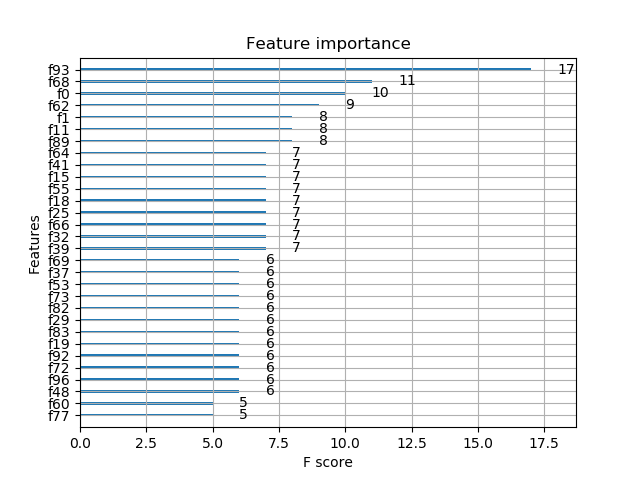 Feature importance
Features
f93 17
f68 11
f0 10
f62 9
f1 8
f11 8
f89 8
f64 7
f41 7
f15 7
f55 7
f18 7
f25 7
f66 7
f32 7
f39 7
f69 6
f37 6
f53 6
f73 6
f82 6
f29 6
f83 6
f19 6
f92 6
f72 6
f96 6
f48 6
f60 5
f77 5
0.0 2.5 5.0 7.5 10.0 12.5 15.0 17.5
F score